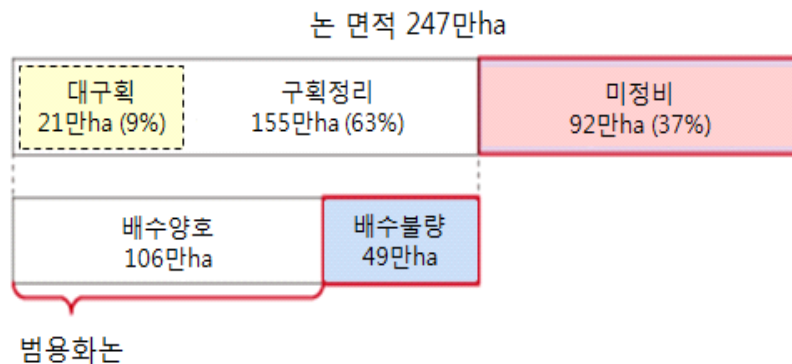 논 면적 247만ha
대구획
21만ha (9%)
구획정리
155만ha (63%)
미정비
92만ha (37%)
배수양호
106만ha
배수불량
49만ha
범용화논